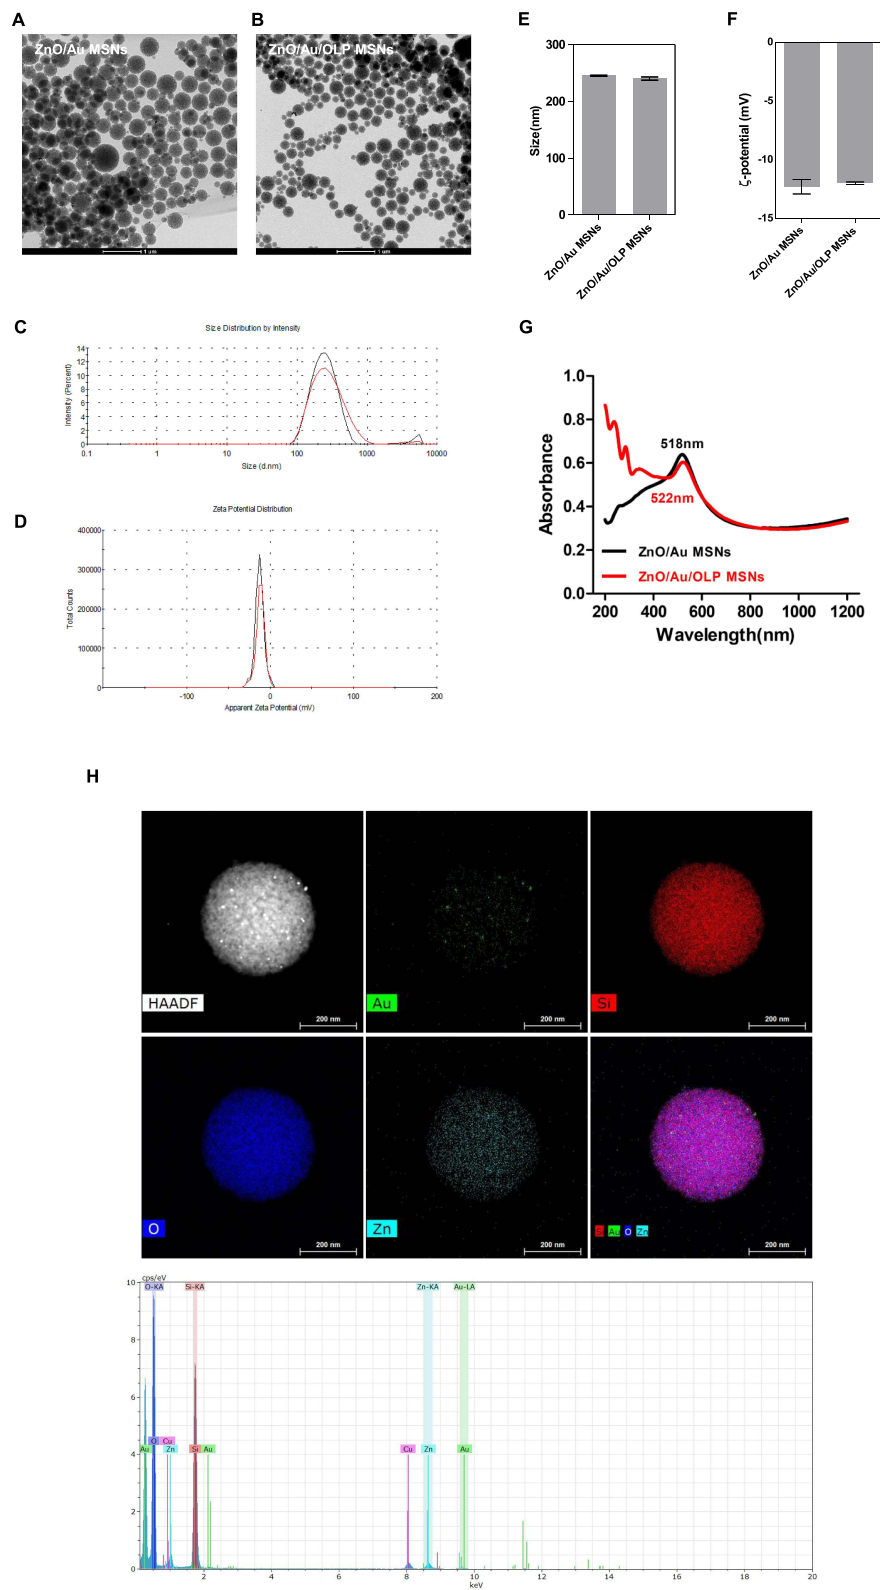 A
B
E
F
ZnO/Au MSNs
ZnO/Au/OLP MSNs
1 μm
1 μm
Size(nm)
300
200
100
0
ZnO/Au MSNs
ZnO/Au/OLP MSNs
ζ-potential (mV)
0
-5
-10
-15
ZnO/Au MSNs
ZnO/Au/OLP MSNs
C
Size Distribution by Intensity
Intensity (Percent)
14
12
10
8
6
4
2
0
0.1
1
10
100
1000
10000
Size (d.nm)
D
Zeta Potential Distribution
Total Counts
400000
300000
200000
100000
0
-100
0
100
200
Apparent Zeta Potential (mV)
G
Absorbance
1.0
0.8
0.6
0.4
0.2
0.0
518nm
522nm
ZnO/Au MSNs
ZnO/Au/OLP MSNs
200 400 600 800 1000 1200
Wavelength(nm)
H
HAADF
200 nm
Au
200 nm
Si
200 nm
O
200 nm
Zn
200 nm
Si Au O Zn
200 nm
cps/eV
O-KA
Si-KA
Zn-KA
Au-LA
10
8
6
4
2
0
Au
O
Cu
Zn
Si
Au
Cu
Zn
Au
2 4 6 8 10 12 14 16 18 20
keV